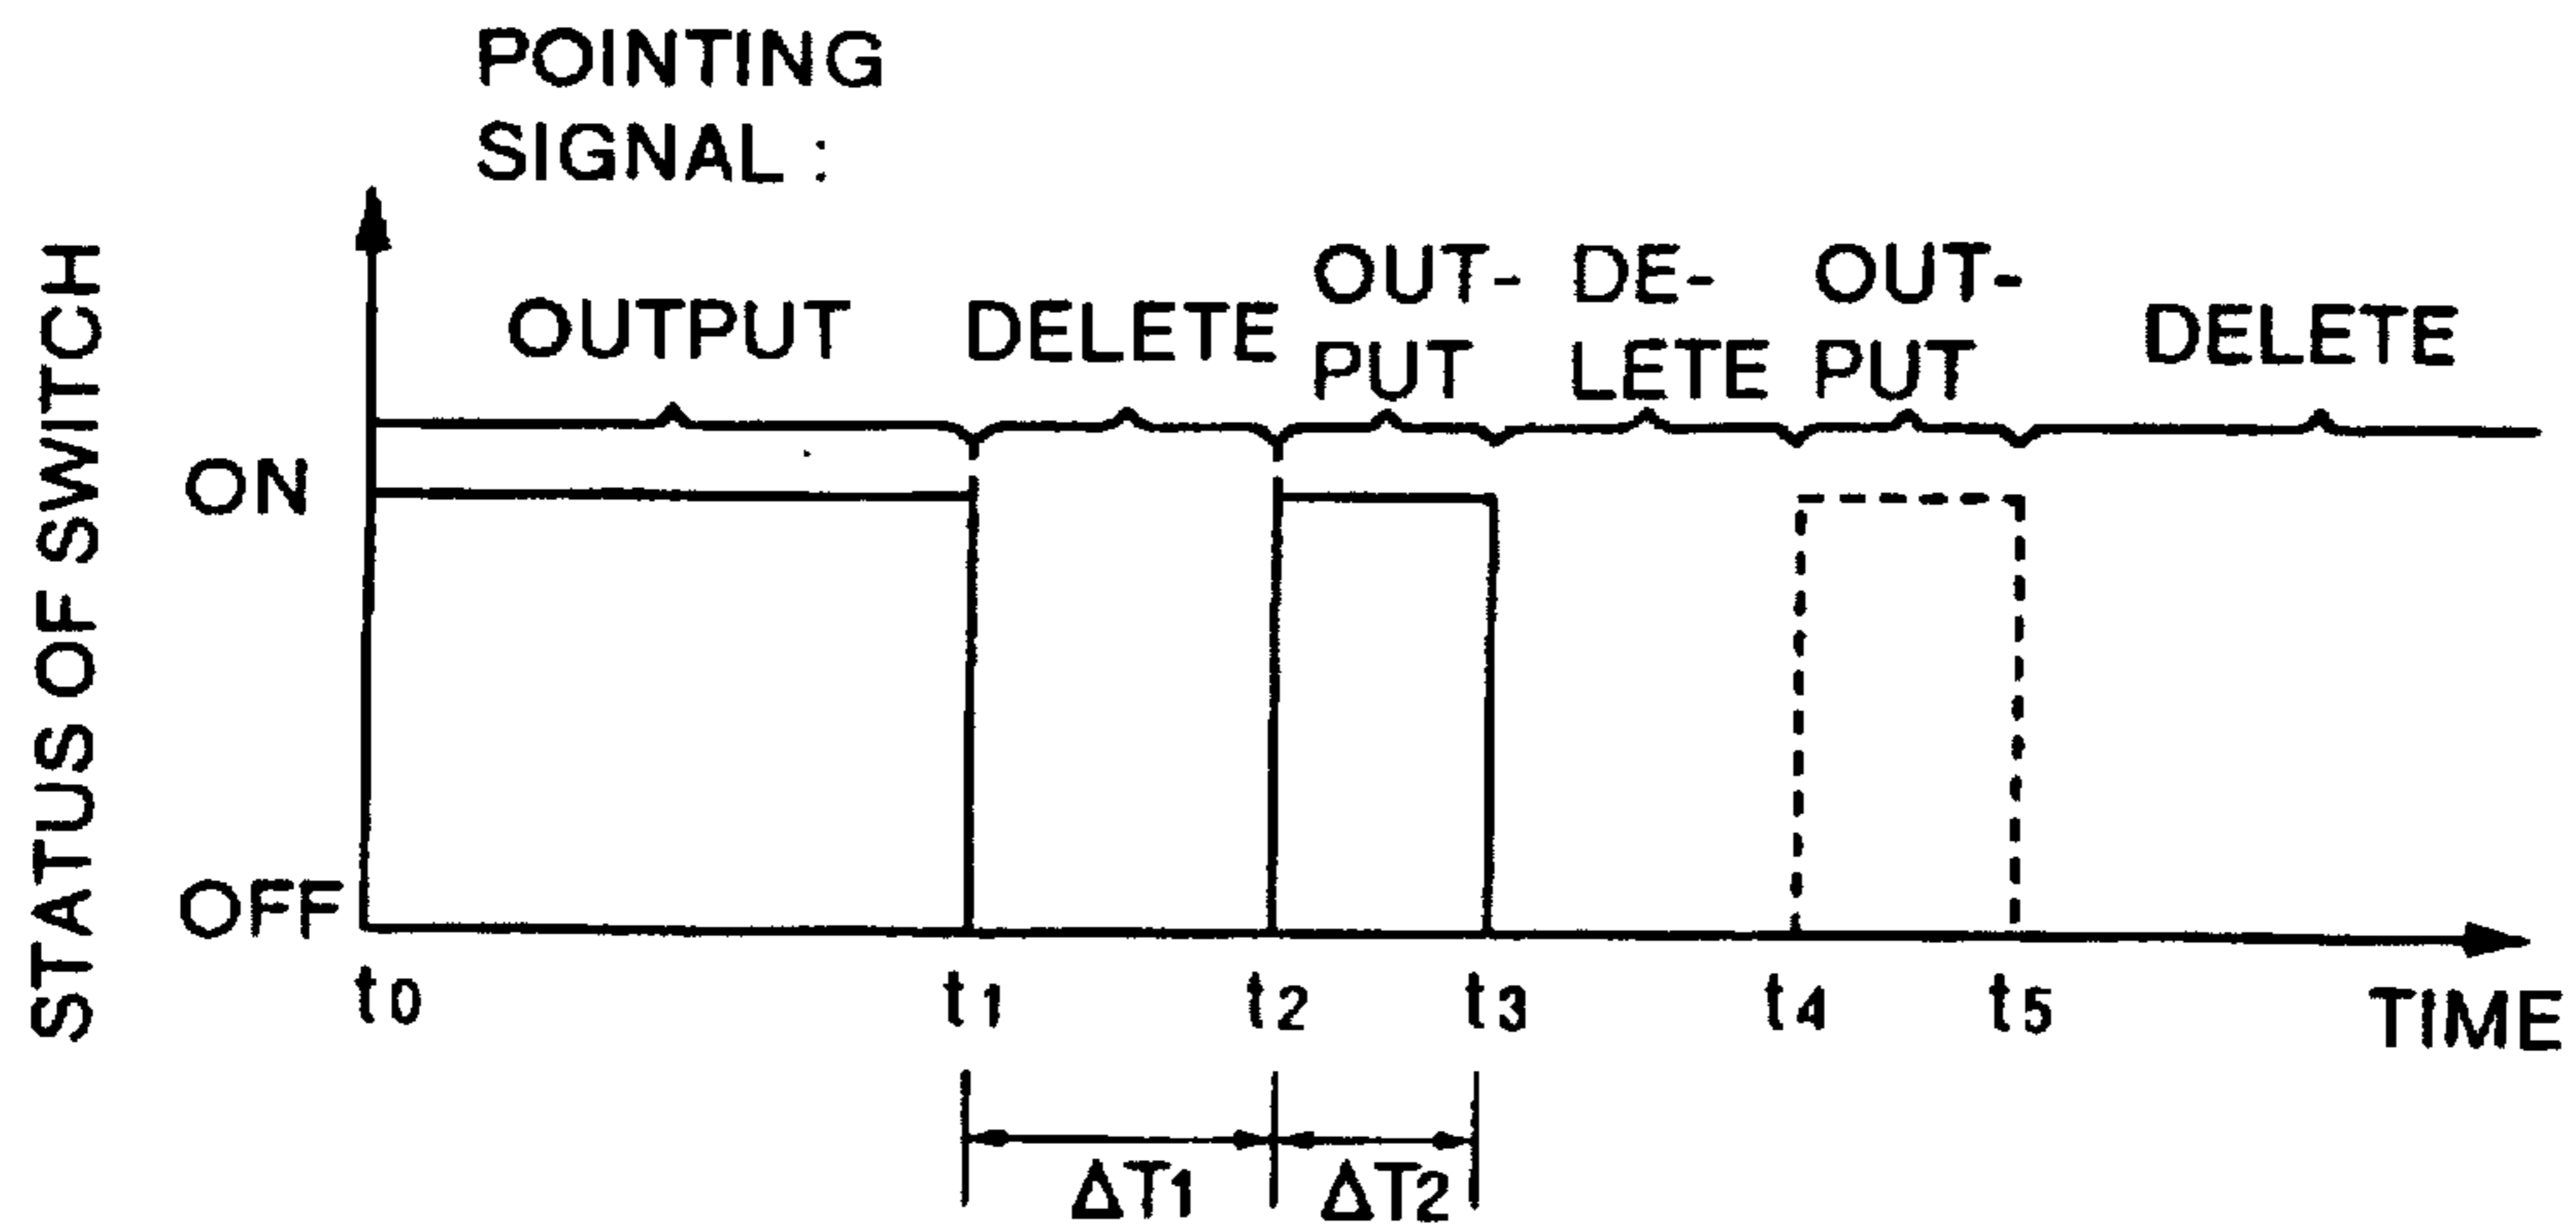 POINTING
SIGNAL :
OUTPUT
DELETE
OUT-
PUT
DE-
LETE
OUT-
PUT
DELETE
STATUS OF SWITCH
ON
OFF
t0
t1
t2
t3
t4
t5
TIME
ΔT1
ΔT2